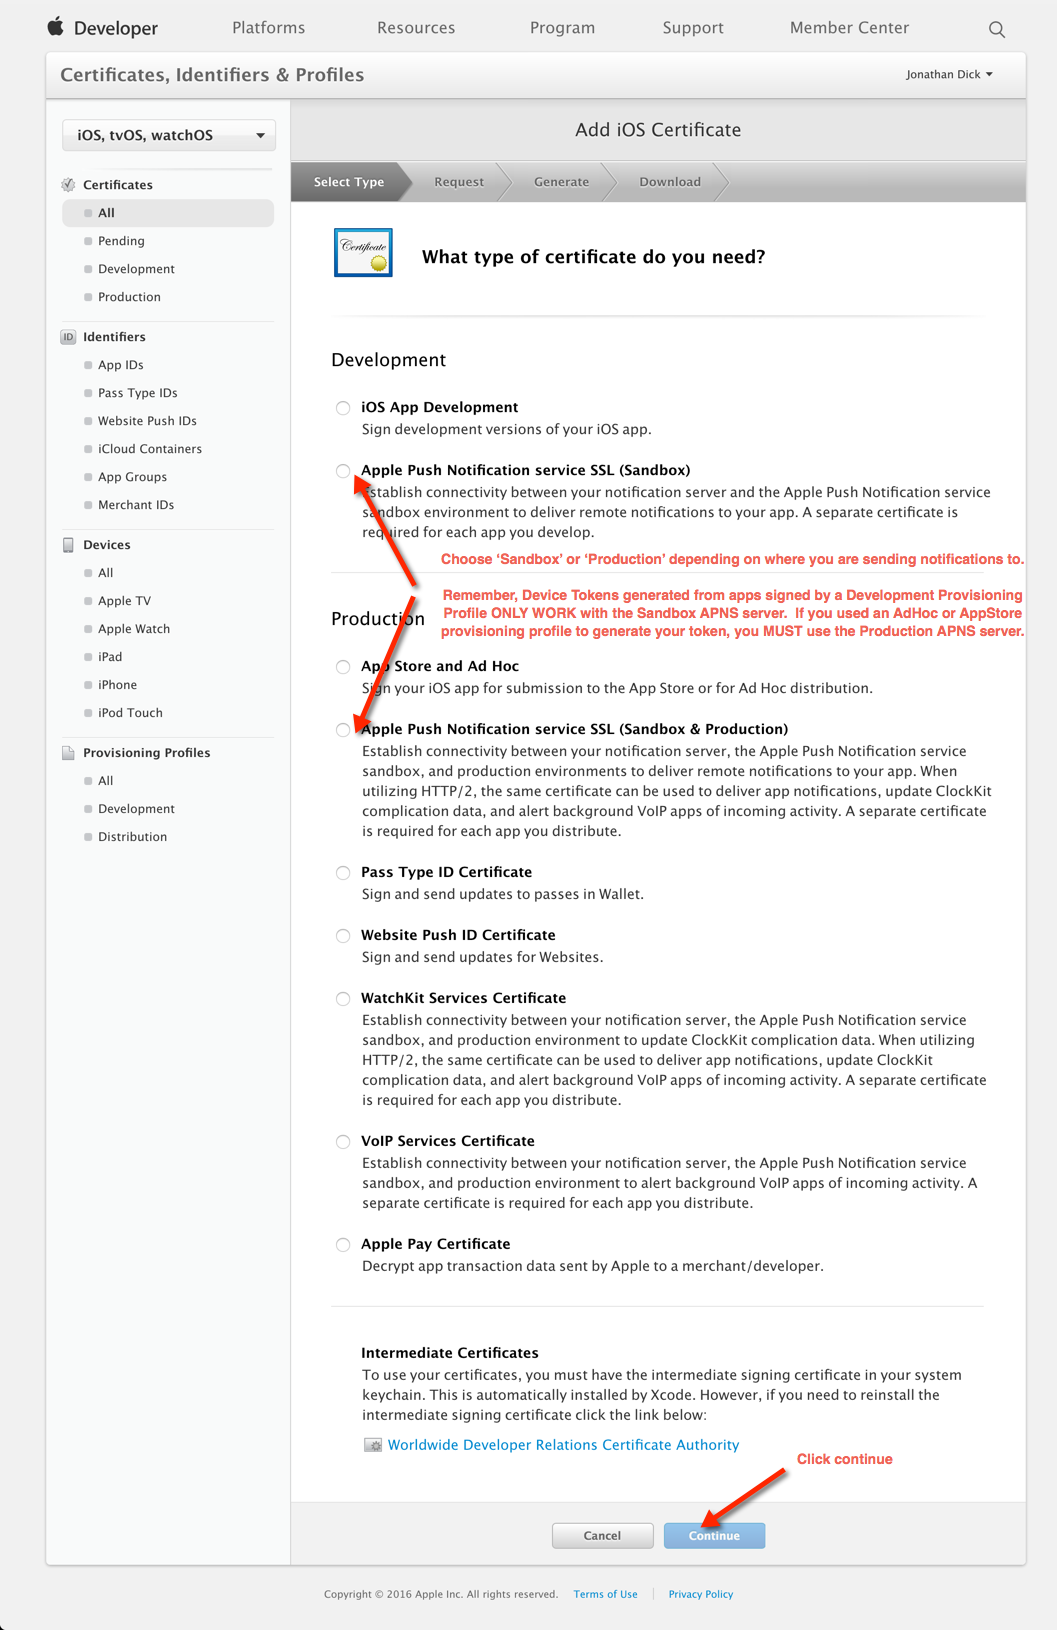 Developer
Platforms
Resources
Program
Support
Member Center
Certificates, Identifiers & Profiles
Jonathan Dick
iOS, tvOS, watchOS
Certificates
All
Pending
Development
Production
ID Identifiers
App IDs
Pass Type IDs
Website Push IDs
iCloud Containers
App Groups
Merchant IDs
Devices
All
Apple TV
Apple Watch
iPad
iPhone
iPod Touch
Provisioning Profiles
All
Development
Distribution
Add iOS Certificate
Select Type
Request
Generate
Download
Certificate
What type of certificate do you need?
Development
iOS App Development
Sign development versions of your iOS app.
Apple Push Notification service SSL (Sandbox)
Establish connectivity between your notification server and the Apple Push Notification service
sandbox environment to deliver remote notifications to your app. A separate certificate is
required for each app you develop.
Choose ‘Sandbox’ or ‘Production’ depending on where you are sending notifications to.
Remember, Device Tokens generated from apps signed by a Development Provisioning
Profile ONLY WORK with the Sandbox APNS server.  If you used an AdHoc or AppStore
provisioning profile to generate your token, you MUST use the Production APNS server.
Production
App Store and Ad Hoc
Sign your iOS app for submission to the App Store or for Ad Hoc distribution.
Apple Push Notification service SSL (Sandbox & Production)
Establish connectivity between your notification server, the Apple Push Notification service
sandbox, and production environments to deliver remote notifications to your app. When
utilizing HTTP/2, the same certificate can be used to deliver app notifications, update ClockKit
complication data, and alert background VoIP apps of incoming activity. A separate certificate
is required for each app you distribute.
Pass Type ID Certificate
Sign and send updates to passes in Wallet.
Website Push ID Certificate
Sign and send updates for Websites.
WatchKit Services Certificate
Establish connectivity between your notification server, the Apple Push Notification service
sandbox, and production environment to update ClockKit complication data. When utilizing
HTTP/2, the same certificate can be used to deliver app notifications, update ClockKit
complication data, and alert background VoIP apps of incoming activity. A separate certificate
is required for each app you distribute.
VoIP Services Certificate
Establish connectivity between your notification server, the Apple Push Notification service
sandbox, and production environment to alert background VoIP apps of incoming activity. A
separate certificate is required for each app you distribute.
Apple Pay Certificate
Decrypt app transaction data sent by Apple to a merchant/developer.
Intermediate Certificates
To use your certificates, you must have the intermediate signing certificate in your system
keychain. This is automatically installed by Xcode. However, if you need to reinstall the
intermediate signing certificate click the link below:
Worldwide Developer Relations Certificate Authority
Click continue
Cancel
Continue
Copyright © 2016 Apple Inc. All rights reserved.
Terms of Use
Privacy Policy